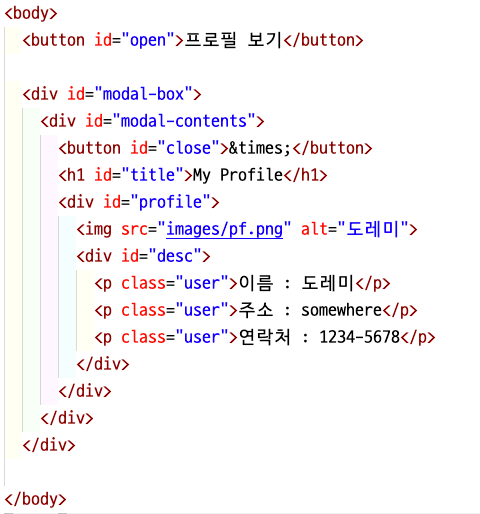 <body>
<button id="open">프로필 보기</button>
<div id="modal-box">
<div id="modal-contents">
<button id="close">&times;</button>
<h1 id="title">My Profile</h1>
<div id="profile">
<img src="images/pf.png" alt="도레미">
<div id="desc">
<p class="user">이름 : 도레미</p>
<p class="user">주소 : somewhere</p>
<p class="user">연락처 : 1234-5678</p>
</div>
</div>
</div>
</div>
</body>